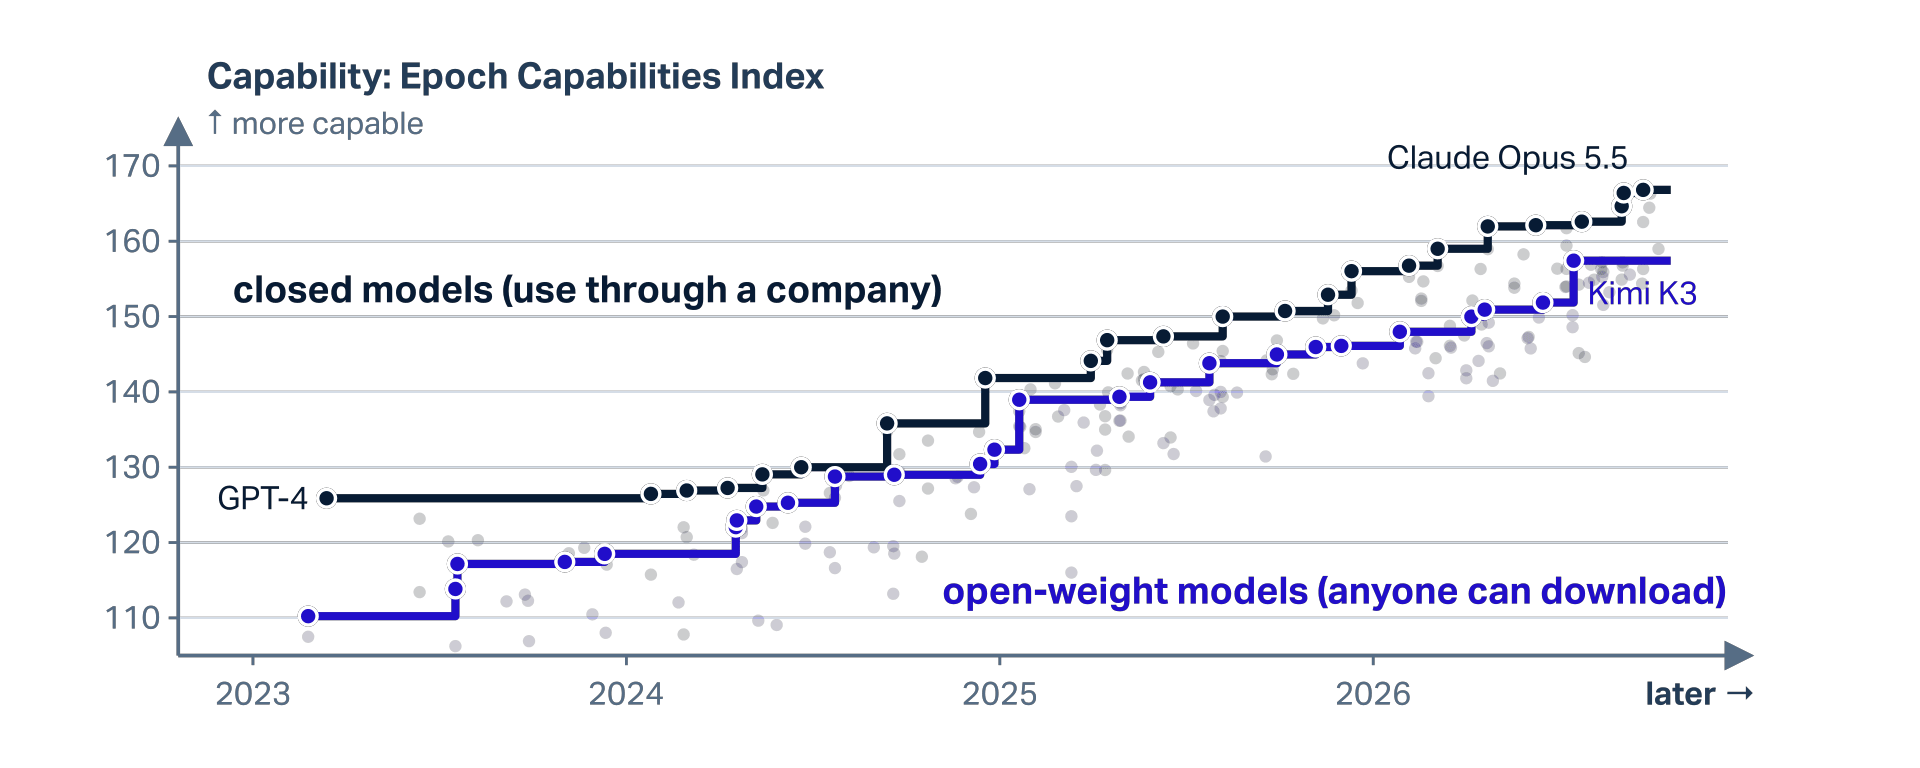 Capability: Epoch Capabilities Index
↑ more capable
170
160
150
140
130
120
110
Claude Opus 5.5
closed models (use through a company)
Kimi K3
GPT-4
open-weight models (anyone can download)
2023
2024
2025
2026
later →